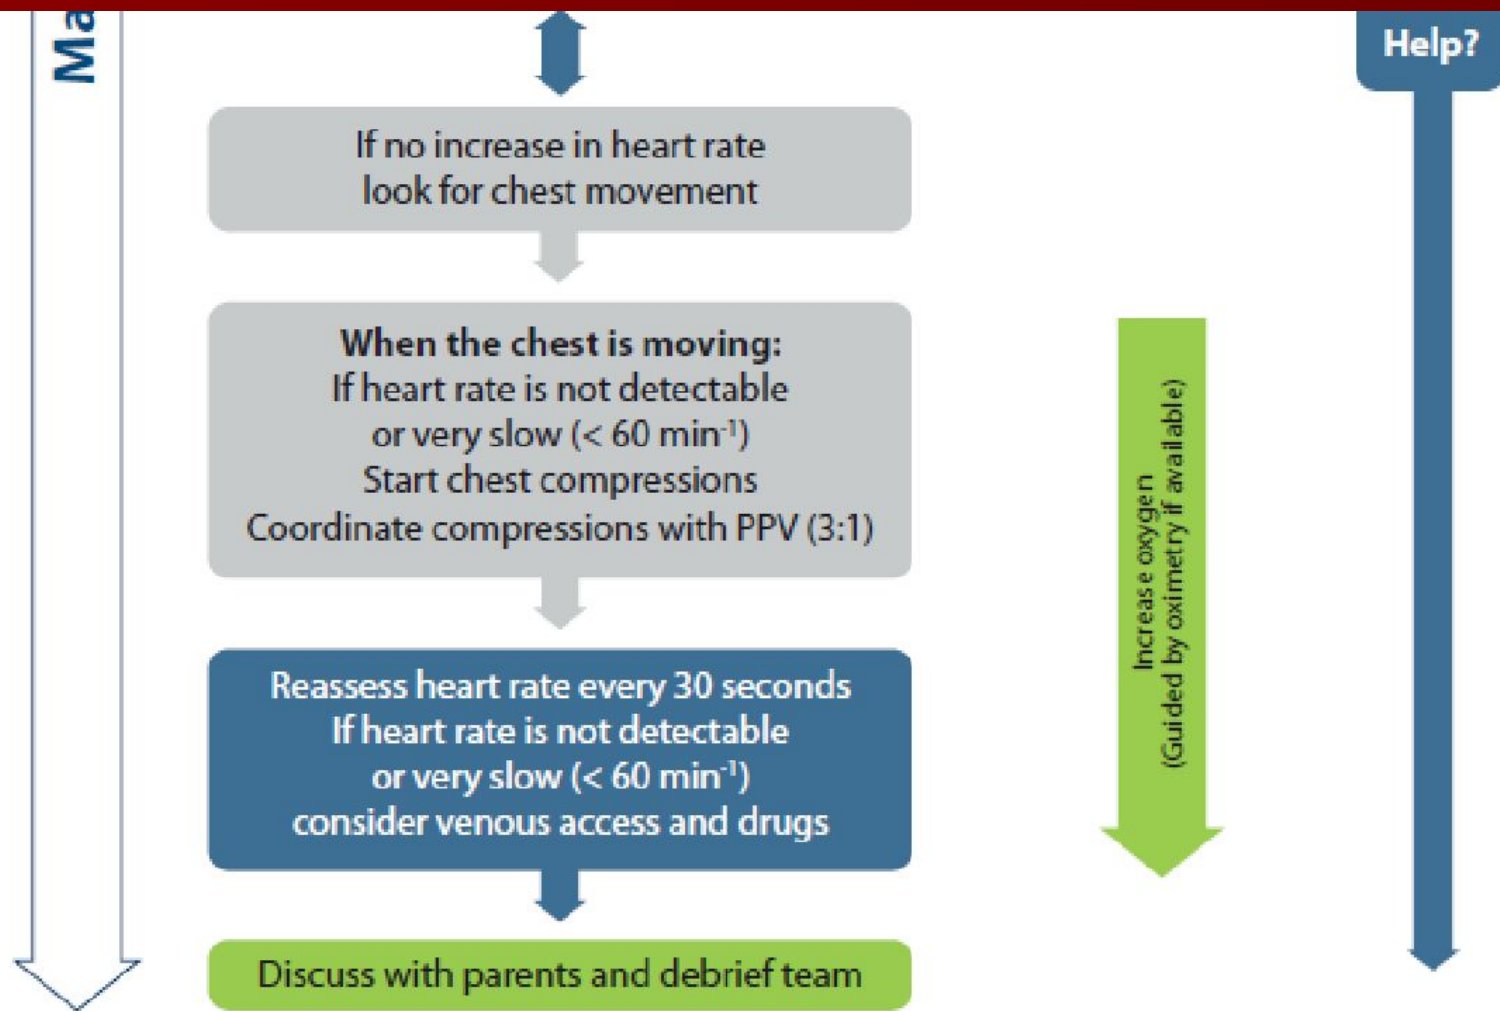 Ma
Help?
If no increase in heart rate
look for chest movement
When the chest is moving:
If heart rate is not detectable
or very slow (< 60 min⁻¹)
Start chest compressions
Coordinate compressions with PPV (3:1)
Increase oxygen
(Guided by oximetry if available)
Reassess heart rate every 30 seconds
If heart rate is not detectable
or very slow (< 60 min⁻¹)
consider venous access and drugs
Discuss with parents and debrief team